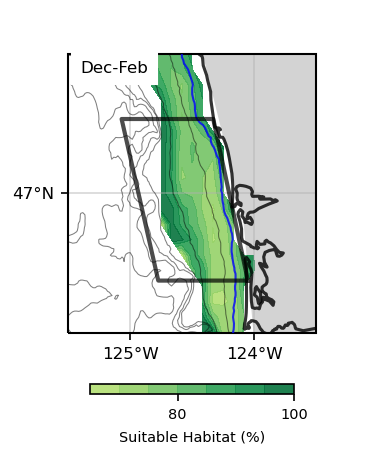 Dec-Feb
47°N
125°W 124°W
80 100
Suitable Habitat (%)